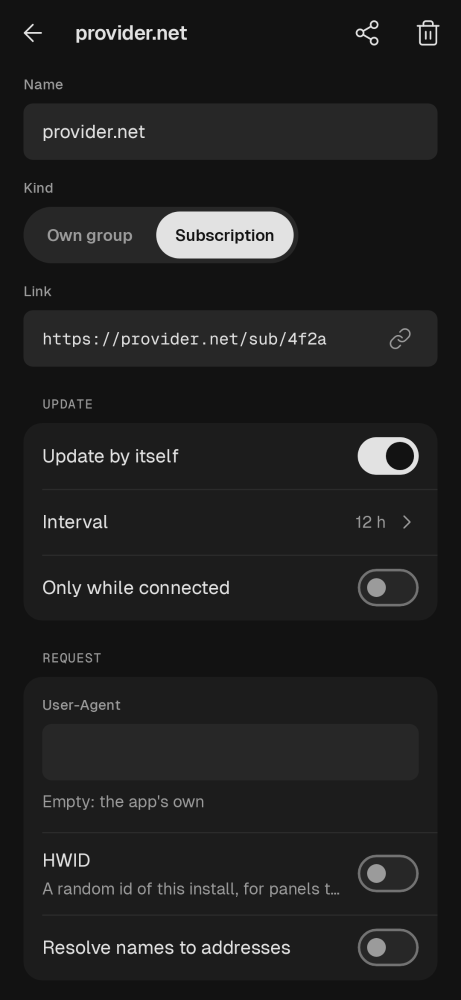 provider.net
Name
provider.net
Kind
Own group Subscription
Link
https://provider.net/sub/4f2a
UPDATE
Update by itself
Interval 12 h
Only while connected
REQUEST
User-Agent
Empty: the app's own
HWID
A random id of this install, for panels t…
Resolve names to addresses